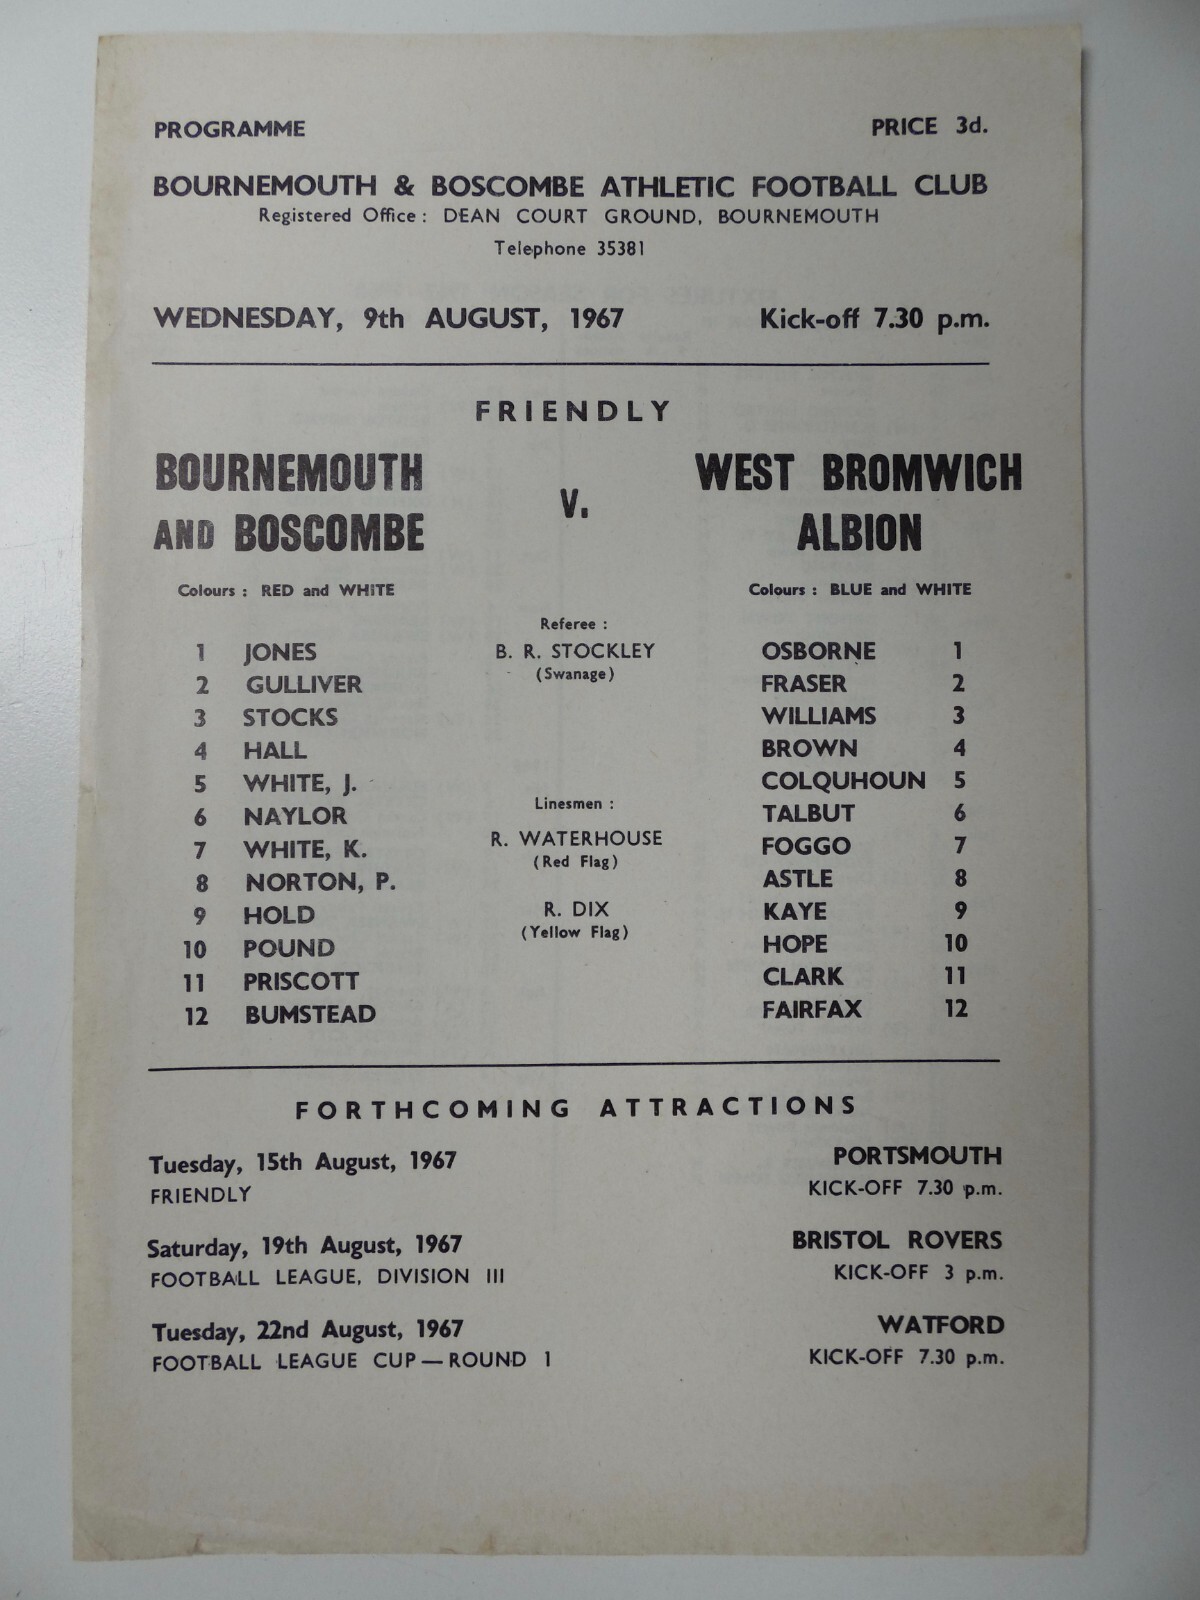 PROGRAMME PRICE 3d.
BOURNEMOUTH & BOSCOMBE ATHLETIC FOOTBALL CLUB
Registered Office : DEAN COURT GROUND, BOURNEMOUTH
Telephone 35381
WEDNESDAY, 9th AUGUST, 1967 Kick-off 7.30 p.m.
FRIENDLY
BOURNEMOUTH
AND BOSCOMBE
V.
WEST BROMWICH
ALBION
Colours : RED and WHITE
1 JONES
2 GULLIVER
3 STOCKS
4 HALL
5 WHITE, J.
6 NAYLOR
7 WHITE, K.
8 NORTON, P.
9 HOLD
10 POUND
11 PRISCOTT
12 BUMSTEAD
Referee :
B. R. STOCKLEY
(Swanage)
Linesmen :
R. WATERHOUSE
(Red Flag)
R. DIX
(Yellow Flag)
Colours : BLUE and WHITE
OSBORNE 1
FRASER 2
WILLIAMS 3
BROWN 4
COLQUHOUN 5
TALBUT 6
FOGGO 7
ASTLE 8
KAYE 9
HOPE 10
CLARK 11
FAIRFAX 12
FORTHCOMING ATTRACTIONS
Tuesday, 15th August, 1967 PORTSMOUTH
FRIENDLY KICK-OFF 7.30 p.m.
Saturday, 19th August, 1967 BRISTOL ROVERS
FOOTBALL LEAGUE, DIVISION III KICK-OFF 3 p.m.
Tuesday, 22nd August, 1967 WATFORD
FOOTBALL LEAGUE CUP — ROUND 1 KICK-OFF 7.30 p.m.